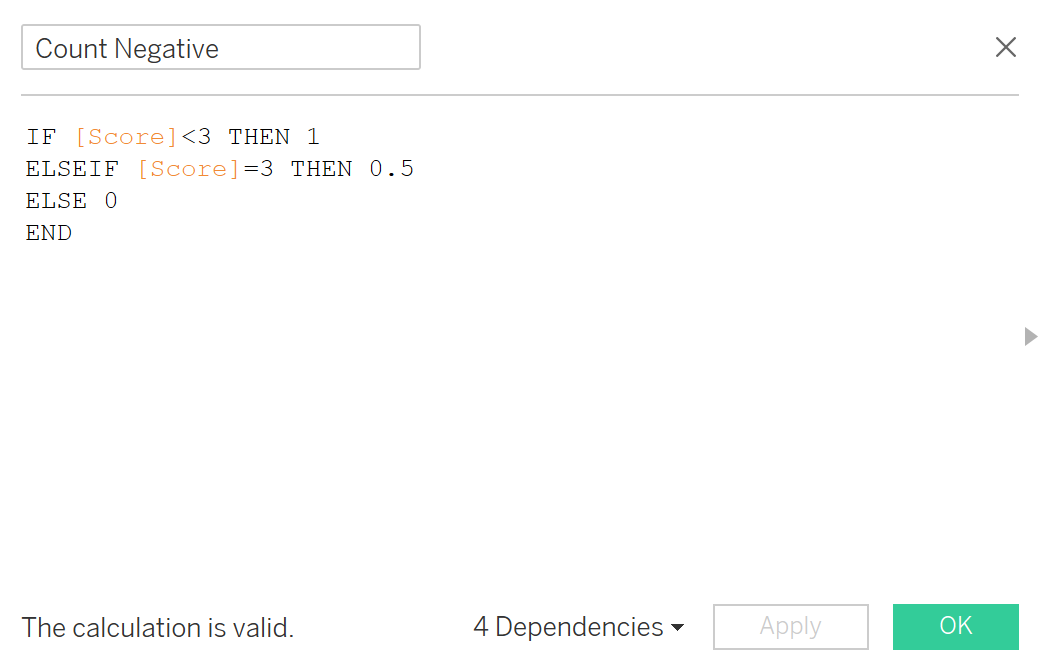 Count Negative
IF [Score]<3 THEN 1
ELSEIF [Score]=3 THEN 0.5
ELSE 0
END
The calculation is valid.
4 Dependencies
Apply
OK